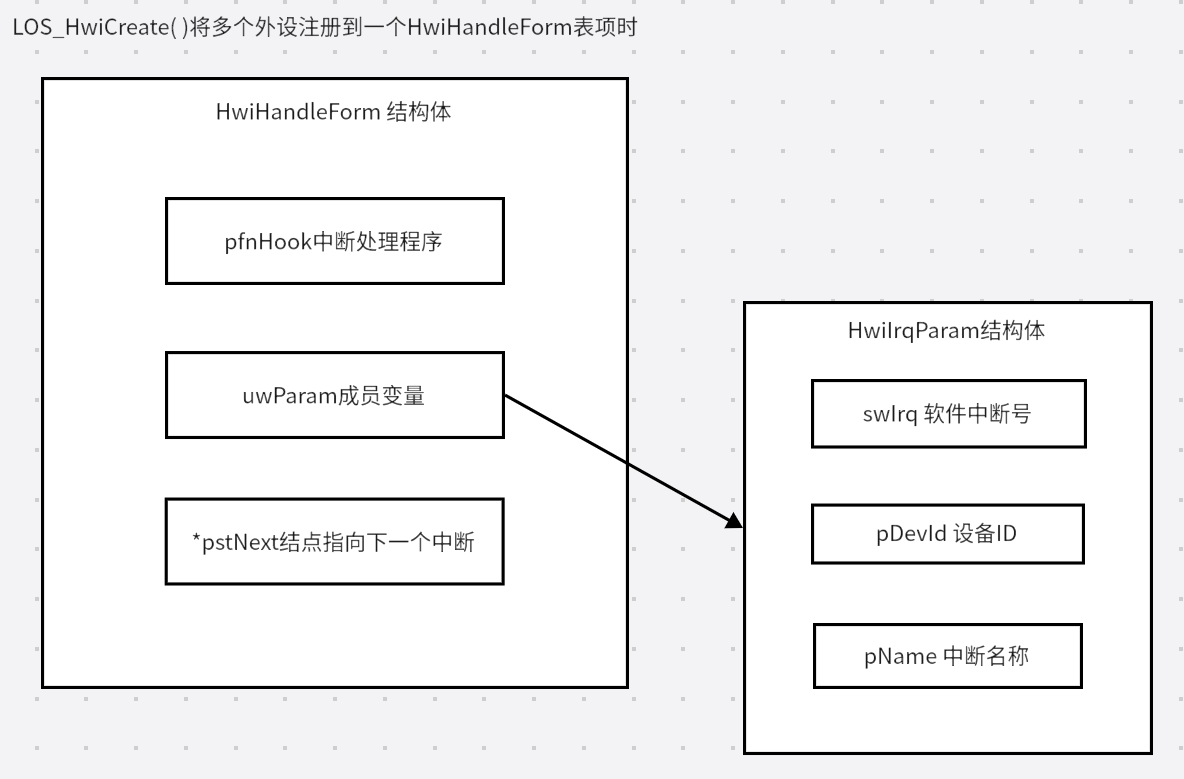 LOS_HwiCreate( )将多个外设注册到一个HwiHandleForm表项时
HwiHandleForm 结构体
pfnHook中断处理程序
uwParam成员变量
*pstNext结点指向下一个中断
HwiIrqParam结构体
swIrq 软件中断号
pDevId 设备ID
pName 中断名称